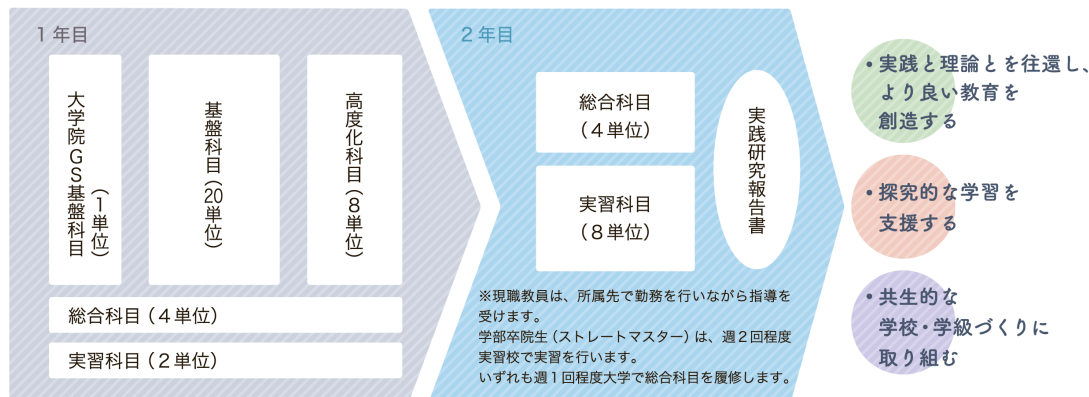 1年目
大学院GS基盤科目
(1単位)
基盤科目(20単位)
高度化科目(8単位)
総合科目(4単位)
実習科目(2単位)
2年目
総合科目
(4単位)
実習科目
(8単位)
実践研究報告書
※現職教員は、所属先で勤務を行いながら指導を
受けます。
学部卒院生(ストレートマスター)は、週2回程度
実習校で実習を行います。
いずれも週1回程度大学で総合科目を履修します。
•実践と理論とを往還し、
より良い教育を
創造する
•探究的な学習を
支援する
•共生的な
学校・学級づくりに
取り組む